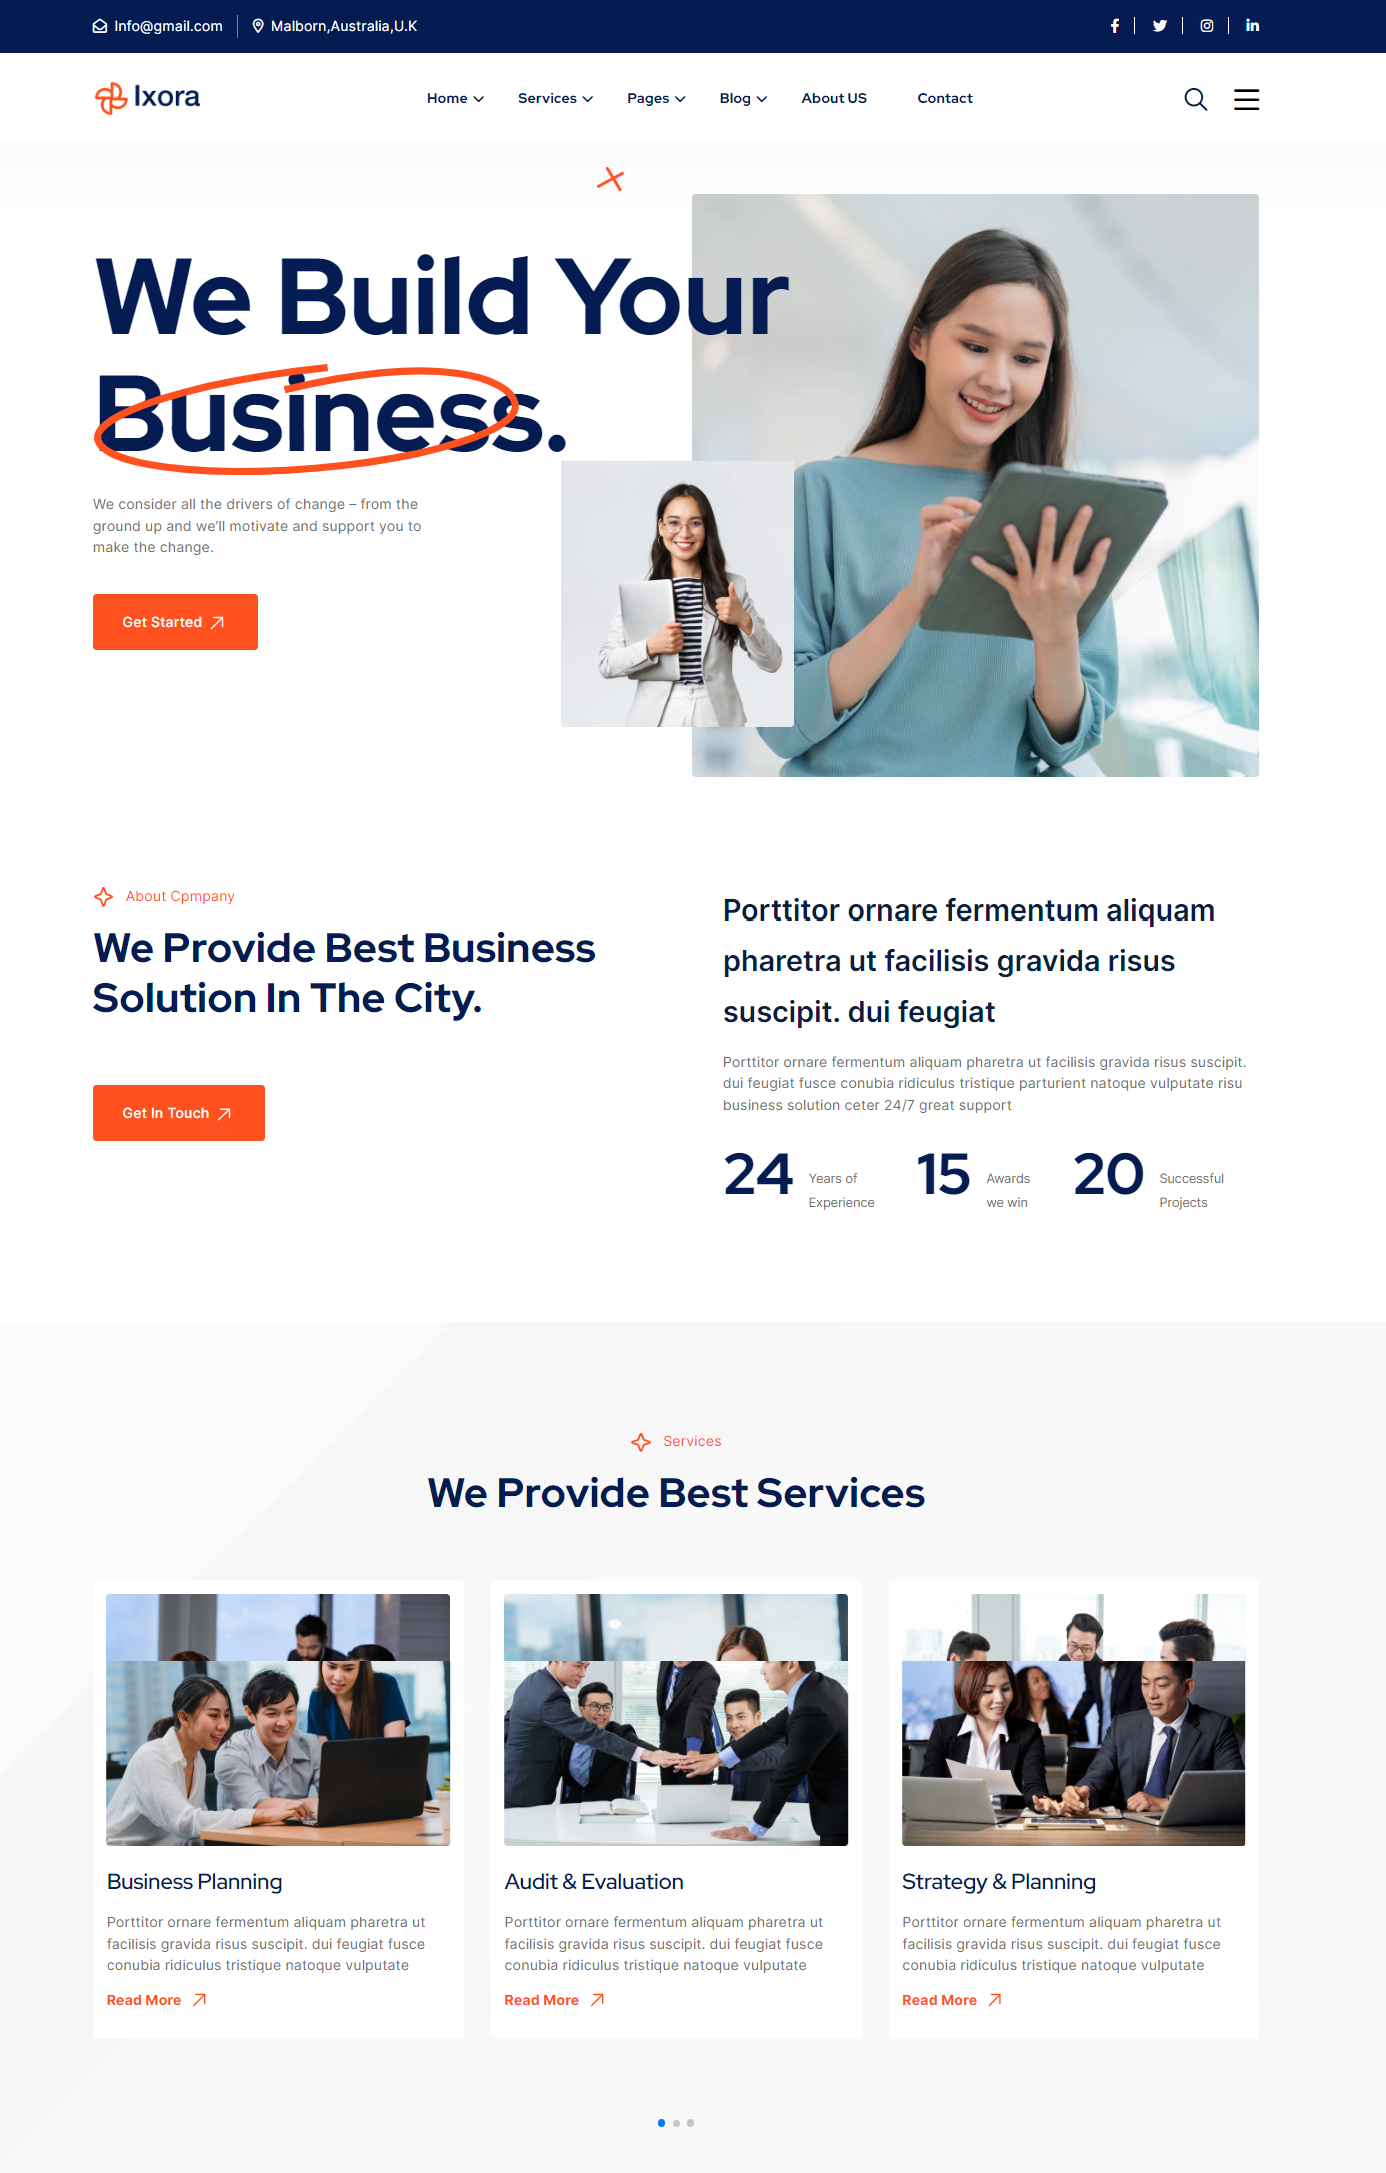 Info@gmail.com
Malborn,Australia,U.K
Ixora
Home
Services
Pages
Blog
About US
Contact
We Build Your
Business.
We consider all the drivers of change – from the
ground up and we'll motivate and support you to
make the change.
Get Started
About Cpmpany
We Provide Best Business
Solution In The City.
Get In Touch
Porttitor ornare fermentum aliquam
pharetra ut facilisis gravida risus
suscipit. dui feugiat
Porttitor ornare fermentum aliquam pharetra ut facilisis gravida risus suscipit.
dui feugiat fusce conubia ridiculus tristique parturient natoque vulputate risu
business solution ceter 24/7 great support
24
Years of
Experience
15
Awards
we win
20
Successful
Projects
Services
We Provide Best Services
Business Planning
Porttitor ornare fermentum aliquam pharetra ut
facilisis gravida risus suscipit. dui feugiat fusce
conubia ridiculus tristique natoque vulputate
Read More
Audit & Evaluation
Porttitor ornare fermentum aliquam pharetra ut
facilisis gravida risus suscipit. dui feugiat fusce
conubia ridiculus tristique natoque vulputate
Read More
Strategy & Planning
Porttitor ornare fermentum aliquam pharetra ut
facilisis gravida risus suscipit. dui feugiat fusce
conubia ridiculus tristique natoque vulputate
Read More